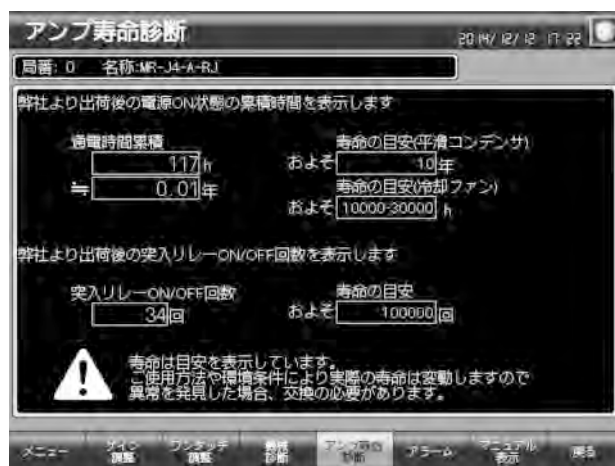 アンプ寿命診断
2014/12/12 17:22
局番: 0 名称:MR-J4-A-RJ
弊社より出荷後の電源ON状態の累積時間を表示します
通電時間累積 寿命の目安(平滑コンデンサ)
117 h およそ 10 年
≒ 0.01 年 寿命の目安(冷却ファン)
およそ 10000-30000 h
弊社より出荷後の突入リレーON/OFF回数を表示します
突入リレーON/OFF回数 寿命の目安
34 回 およそ 100000 回
寿命は目安を表示しています。
ご使用方法や環境条件により実際の寿命は変動しますので
異常を発見した場合、交換の必要があります。
メニュー ゲイン調整 ワンタッチ調整 機械診断 アンプ寿命診断 アラーム マニュアル表示 戻る